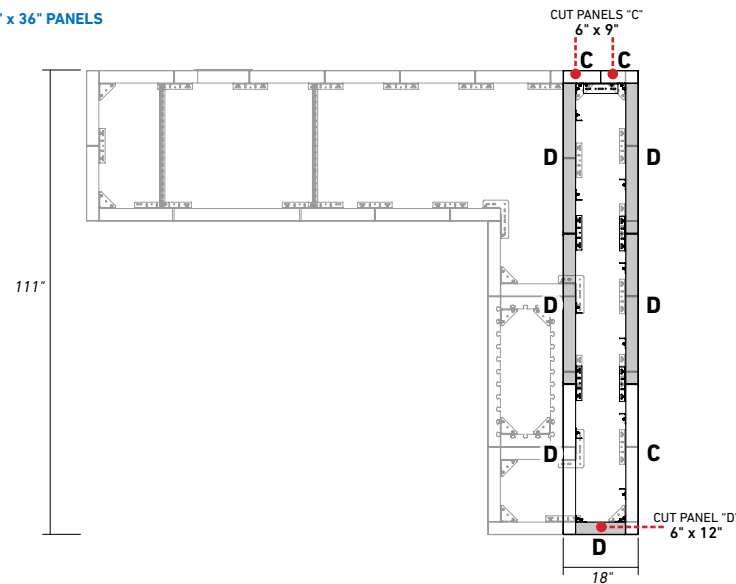 " x 36" PANELS
CUT PANELS "C"
6" x 9"
C
C
D
D
111"
D
D
D
C
CUT PANEL "D"
6" x 12"
D
18"